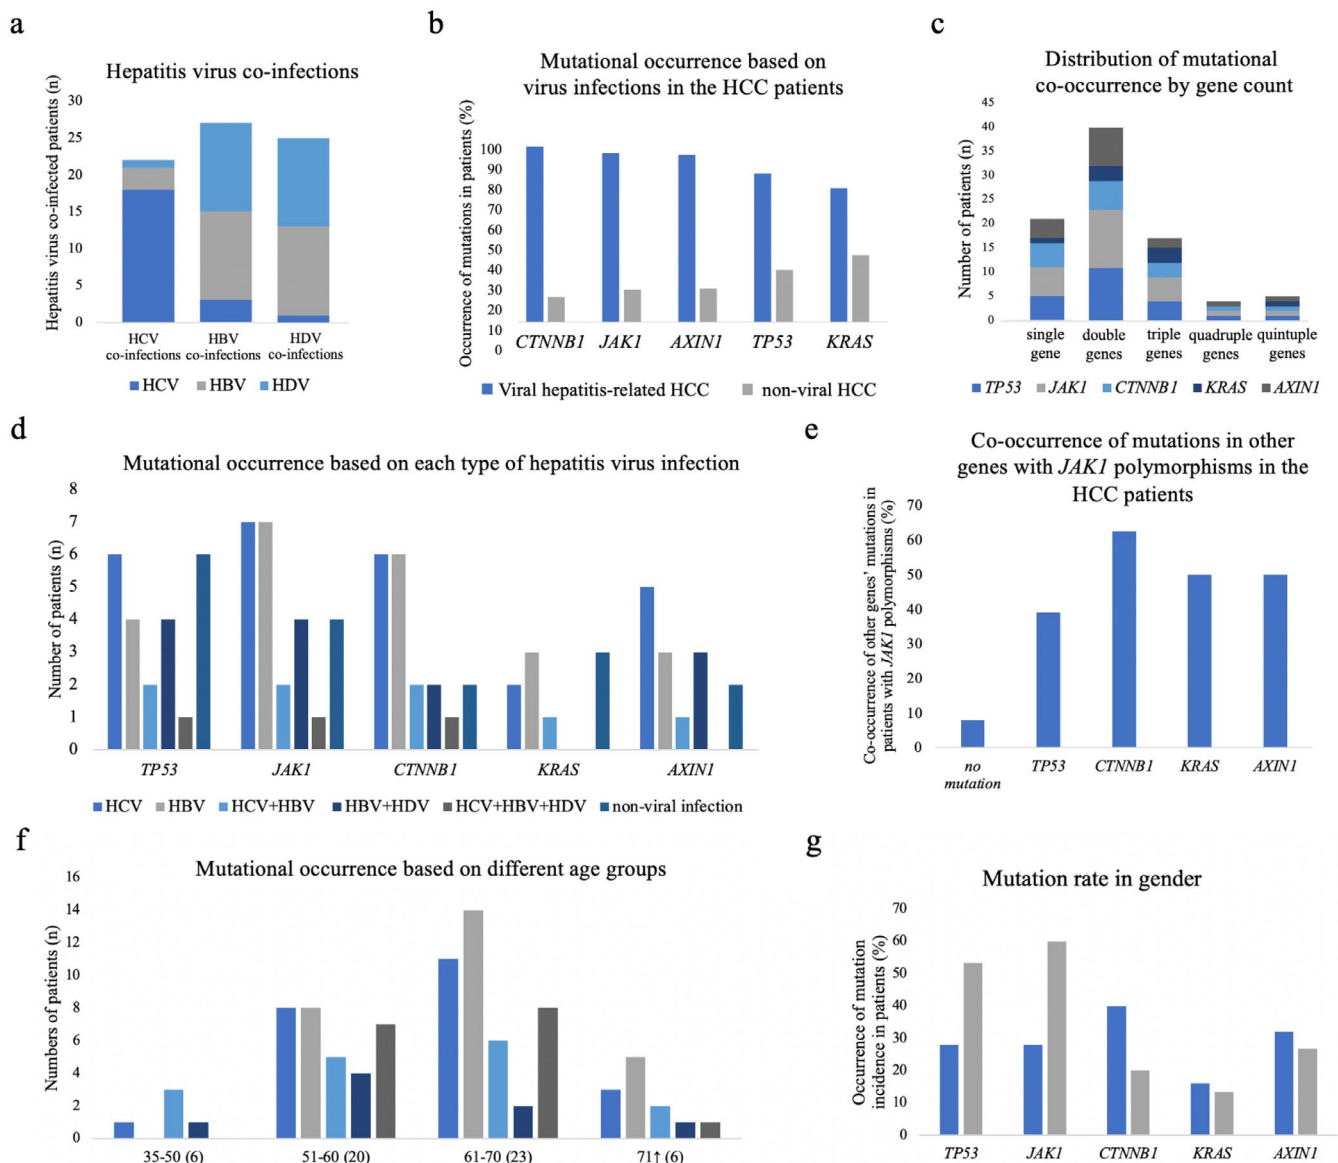 a
Hepatitis virus co-infections
Hepatitis virus co-infected patients (n)
30
25
20
15
10
5
0
HCV
co-infections
HBV
co-infections
HDV
co-infections
HCV HBV HDV
b
Mutational occurrence based on
virus infections in the HCC patients
Occurrence of mutations in patients (%)
100
90
80
70
60
50
40
30
20
10
0
CTNNB1 JAK1 AXIN1 TP53 KRAS
Viral hepatitis-related HCC non-viral HCC
c
Distribution of mutational
co-occurrence by gene count
Number of patients (n)
45
40
35
30
25
20
15
10
5
0
single
gene
double
genes
triple
genes
quadruple
genes
quintuple
genes
TP53 JAK1 CTNNB1 KRAS AXIN1
d
Mutational occurrence based on each type of hepatitis virus infection
Number of patients (n)
8
7
6
5
4
3
2
1
0
TP53 JAK1 CTNNB1 KRAS AXIN1
HCV HBV HCV+HBV HBV+HDV HCV+HBV+HDV non-viral infection
e
Co-occurrence of mutations in other
genes with JAK1 polymorphisms in the
HCC patients
Co-occurrence of other genes' mutations in
patients with JAK1 polymorphisms (%)
70
60
50
40
30
20
10
0
no
mutation
TP53 CTNNB1 KRAS AXIN1
f
Mutational occurrence based on different age groups
Numbers of patients (n)
16
14
12
10
8
6
4
2
0
35-50 (6) 51-60 (20) 61-70 (23) 71↑ (6)
g
Mutation rate in gender
Occurrence of mutation
incidence in patients (%)
70
60
50
40
30
20
10
0
TP53 JAK1 CTNNB1 KRAS AXIN1